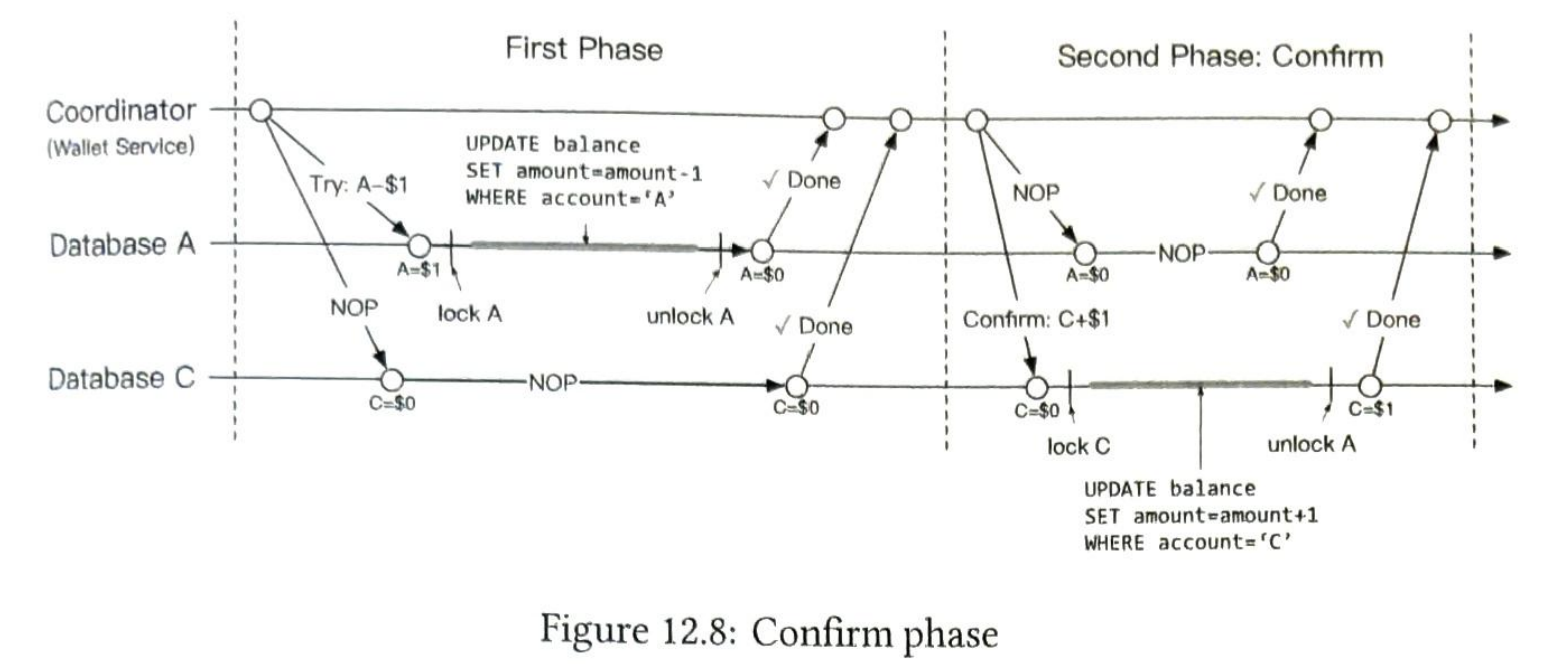 First Phase
Second Phase: Confirm
Coordinator
(Wallet Service)
UPDATE balance
SET amount=amount-1
WHERE account='A'
Try: A-$1
✓ Done
NOP
✓ Done
Database A
A=$1
A=$0
A=$0
NOP
A=$0
lock A
unlock A
NOP
✓ Done
Confirm: C+$1
✓ Done
Database C
NOP
C=$0
C=$0
C=$0
C=$1
lock C
unlock A
UPDATE balance
SET amount=amount+1
WHERE account='C'
Figure 12.8: Confirm phase